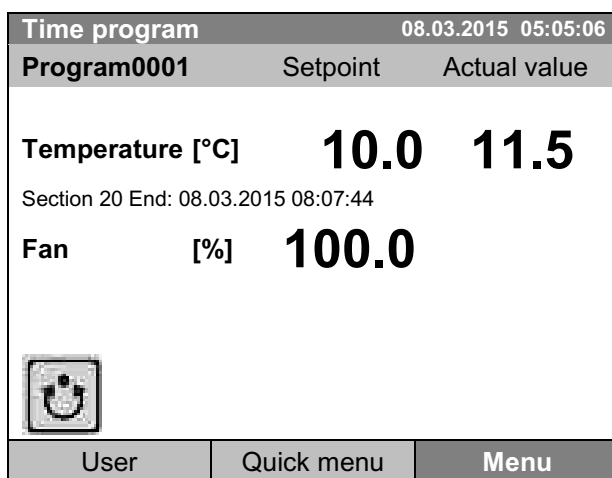 Time program 08.03.2015 05:05:06
Program0001 Setpoint Actual value
Temperature [°C] 10.0 11.5
Section 20 End: 08.03.2015 08:07:44
Fan [%] 100.0
User Quick menu Menu